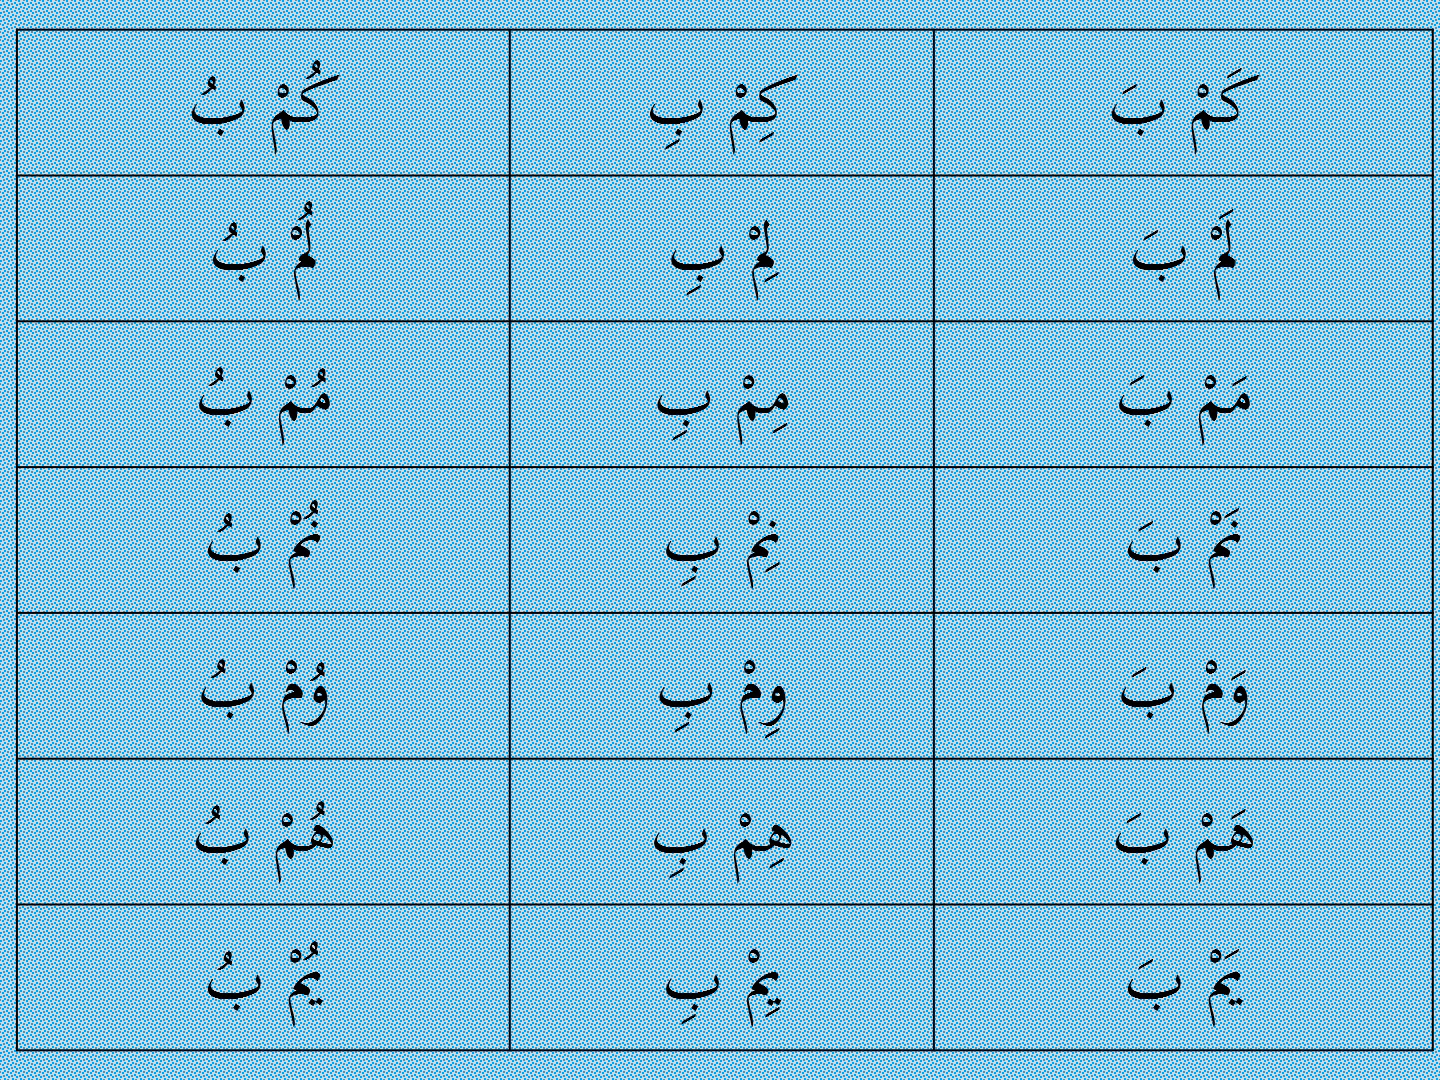 كَمْ بَ كِمْ بِ كُمْ بُ
لَمْ بَ لِمْ بِ لُمْ بُ
مَمْ بَ مِمْ بِ مُمْ بُ
نَمْ بَ نِمْ بِ نُمْ بُ
وَمْ بَ وِمْ بِ وُمْ بُ
هَمْ بَ هِمْ بِ هُمْ بُ
يَمْ بَ يِمْ بِ يُمْ بُ